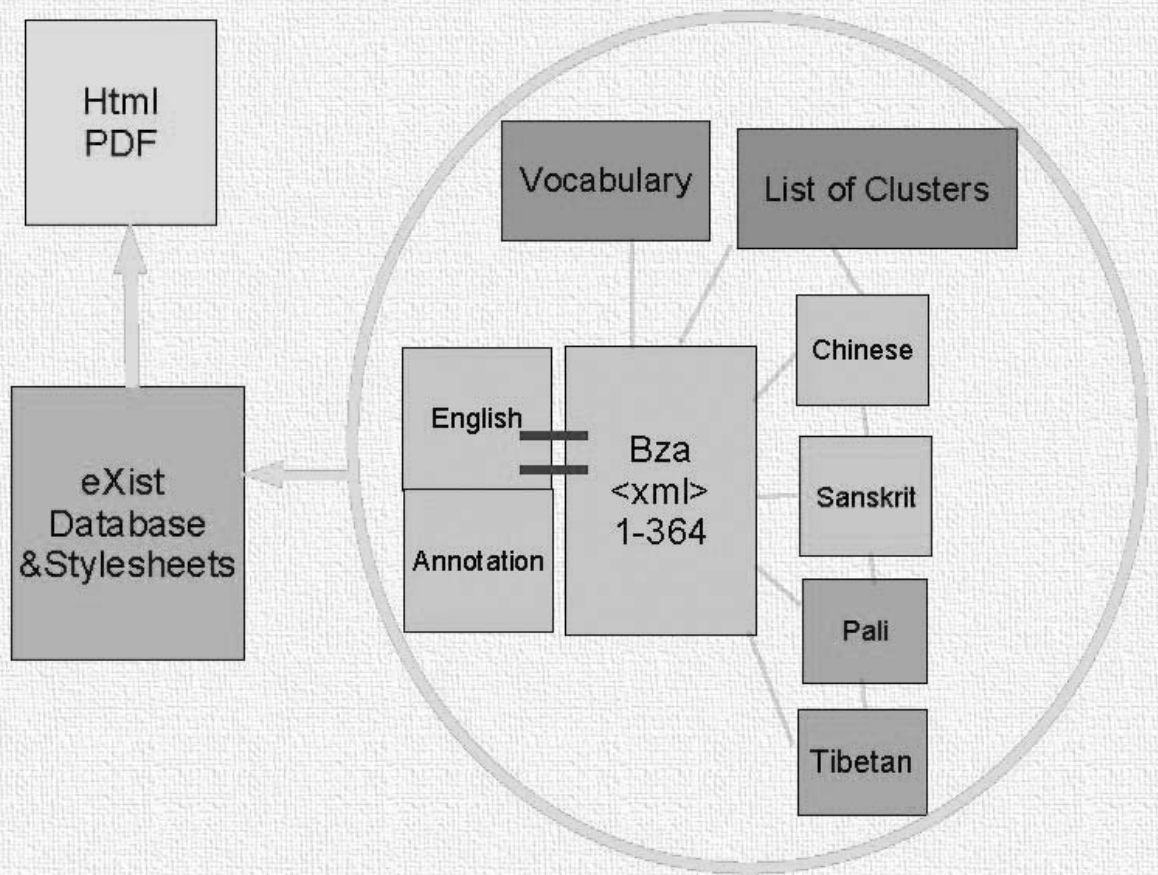 Html
PDF
Vocabulary
List of Clusters
Chinese
English
Bza
<xml>
1-364
Sanskrit
eXist
Database
&Stylesheets
Annotation
Pali
Tibetan